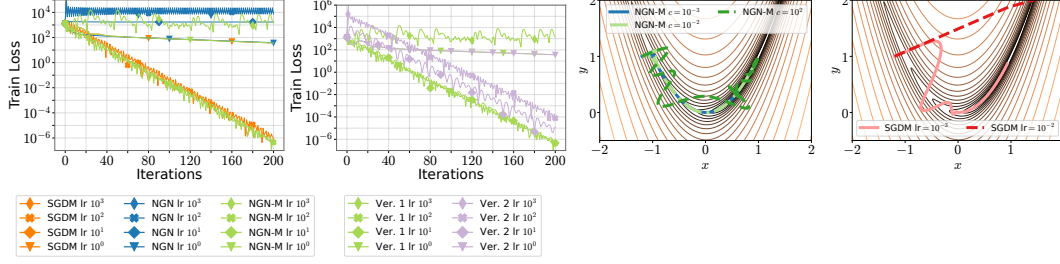 Train Loss
10^4
10^2
10^0
10^-2
10^-4
10^-6
0 40 80 120 160 200
Iterations
SGDM lr 10^3 NGN lr 10^3 NGN-M lr 10^3
SGDM lr 10^2 NGN lr 10^2 NGN-M lr 10^2
SGDM lr 10^1 NGN lr 10^1 NGN-M lr 10^1
SGDM lr 10^0 NGN lr 10^0 NGN-M lr 10^0
Train Loss
10^6
10^4
10^2
10^0
10^-2
10^-4
10^-6
0 40 80 120 160 200
Iterations
Ver. 1 lr 10^3 Ver. 2 lr 10^3
Ver. 1 lr 10^2 Ver. 2 lr 10^2
Ver. 1 lr 10^1 Ver. 2 lr 10^1
Ver. 1 lr 10^0 Ver. 2 lr 10^0
NGN-M c = 10^-3 NGN-M c = 10^2
NGN-M c = 10^-2
y
2
1
0
−2 −1 0 1 2
x
y
2
1
0
SGDM lr = 10^-3 SGDM lr = 10^-2
−2 −1 0 1
x